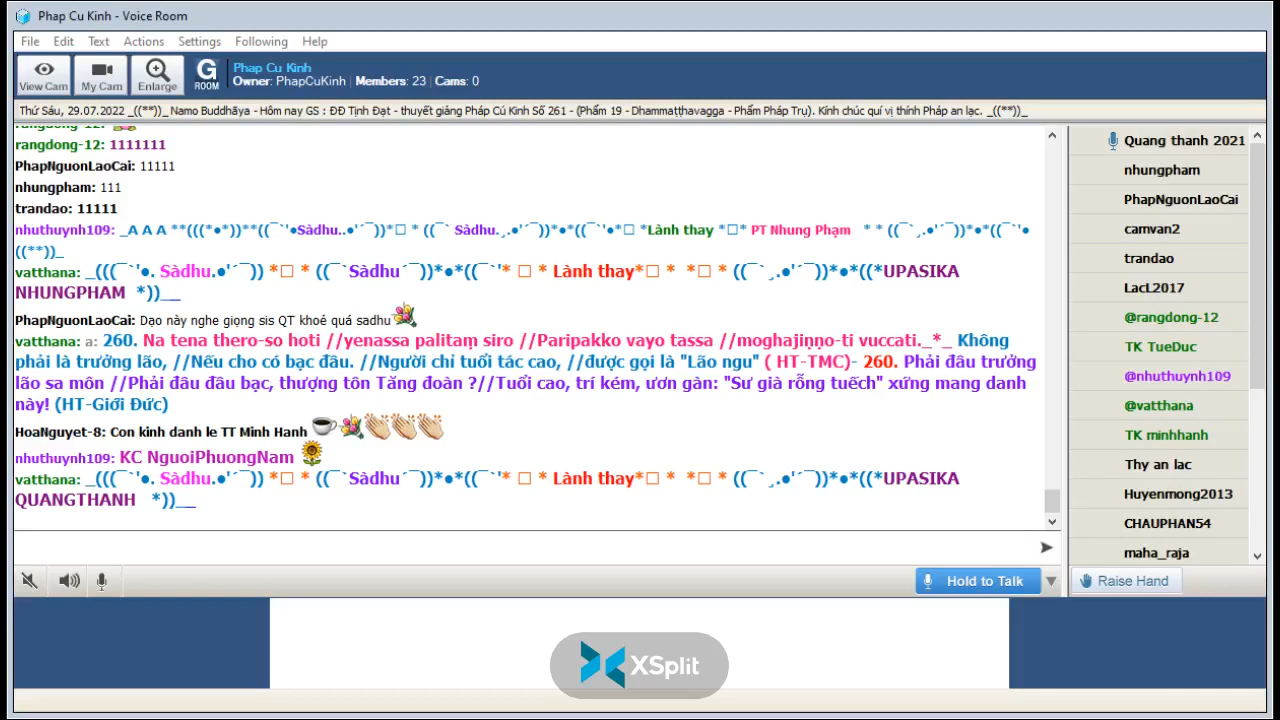 Phap Cu Kinh - Voice Room
File Edit Text Actions Settings Following Help
View Cam My Cam Enlarge G ROOM
Phap Cu Kinh
Owner: PhapCuKinh | Members: 23 | Cams: 0
Thứ Sáu, 29.07.2022 _((**))_ Namo Buddhāya - Hôm nay GS : ĐĐ Tịnh Đạt - thuyết giảng Pháp Cú Kinh Số 261 - (Phẩm 19 - Dhammaṭṭhavagga - Phẩm Pháp Trụ). Kính chúc quí vị thính Pháp an lạc. _((**))_
rangdong-12:
rangdong-12: 1111111
PhapNguonLaoCai: 11111
nhungpham: 111
trandao: 11111
nhuthuynh109: _A A A **(((*●*))**((¯`'●Sàdhu..●'´¯))*□ * ((¯` Sàdhu.¸.●'´¯))●*●((¯`'●*□ *Lành thay *□* PT Nhung Phạm * * ((¯`¸.●'´¯))●*●((¯`'●
((**))_
vatthana: _(((¯`'●. Sàdhu.●'´¯)) *□ * ((¯`Sàdhu´¯))*●*((¯`'* □ * Lành thay*□ * *□ * ((¯`¸.●'´¯))*●*((*UPASIKA
NHUNGPHAM *))__
PhapNguonLaoCai: Dạo này nghe giọng sis QT khoẻ quá sadhu
vatthana: a: 260. Na tena thero-so hoti //yenassa palitaṃ siro //Paripakko vayo tassa //moghajiṇṇo-ti vuccati._*_ Không
phải là trưởng lão, //Nếu cho có bạc đầu. //Người chỉ tuổi tác cao, //được gọi là "Lão ngu" ( HT-TMC)- 260. Phải đâu trưởng
lão sa môn //Phải đâu đầu bạc, thượng tôn Tăng đoàn ?//Tuổi cao, trí kém, ươn gàn: "Sư già rỗng tuếch" xứng mang danh
này! (HT-Giới Đức)
HoaNguyet-8: Con kinh danh le TT Minh Hanh
nhuthuynh109: KC NguoiPhuongNam
vatthana: _(((¯`'●. Sàdhu.●'´¯)) *□ * ((¯`Sàdhu´¯))*●*((¯`'* □ * Lành thay*□ * *□ * ((¯`¸.●'´¯))*●*((*UPASIKA
QUANGTHANH *))__
Hold to Talk
Quang thanh 2021
nhungpham
PhapNguonLaoCai
camvan2
trandao
LacL2017
@rangdong-12
TK TueDuc
@nhuthuynh109
@vatthana
TK minhhanh
Thy an lac
Huyenmong2013
CHAUPHAN54
maha_raja
Raise Hand
XSplit